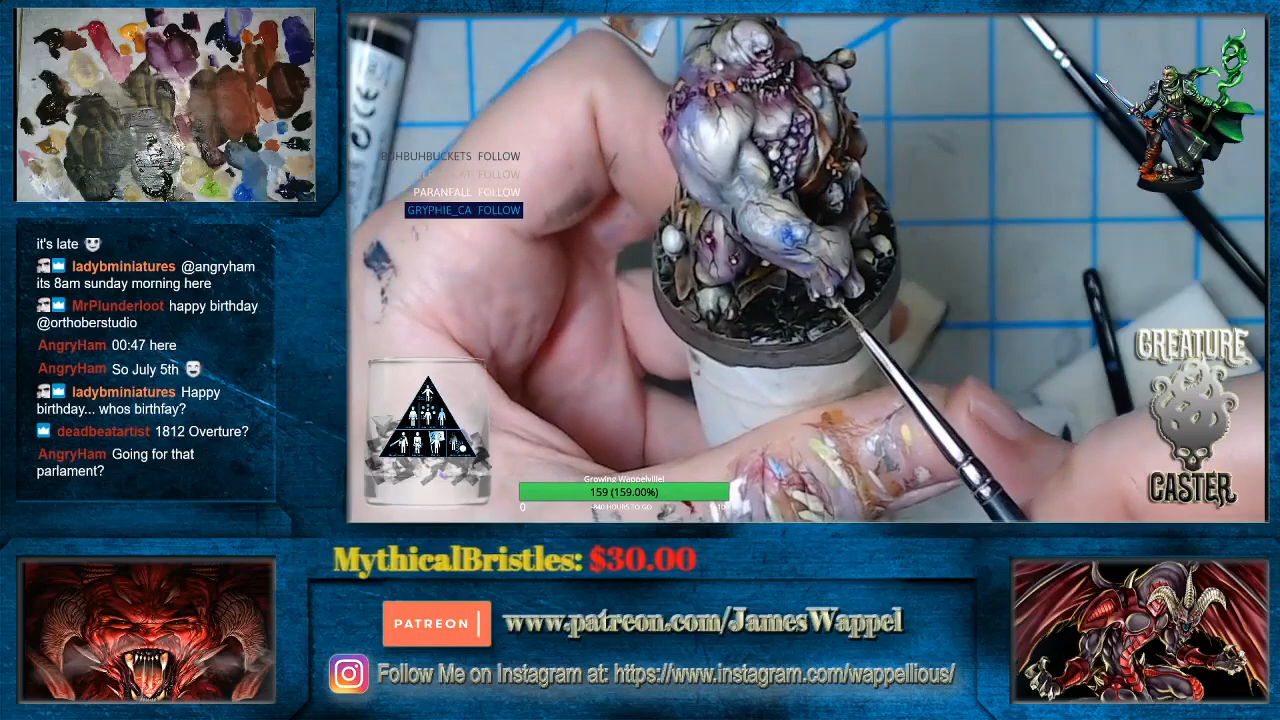 it's late
ladybminiatures @angryham
its 8am sunday morning here
MrPlunderloot happy birthday
@orthoberstudio
AngryHam 00:47 here
AngryHam So July 5th
ladybminiatures Happy
birthday... whos birthfay?
deadbeatartist 1812 Overture?
AngryHam Going for that
parlament?
BUHBUHBUCKETS FOLLOW
FOLLOW
PARANFALL FOLLOW
GRYPHIE_CA FOLLOW
Growing Wappelville!
159 (159.00%)
0
HOURS TO GO
CREATURE
CASTER
MythicalBristles: $30.00
PATREON
www.patreon.com/JamesWappel
Follow Me on Instagram at: https://www.instagram.com/wappellious/